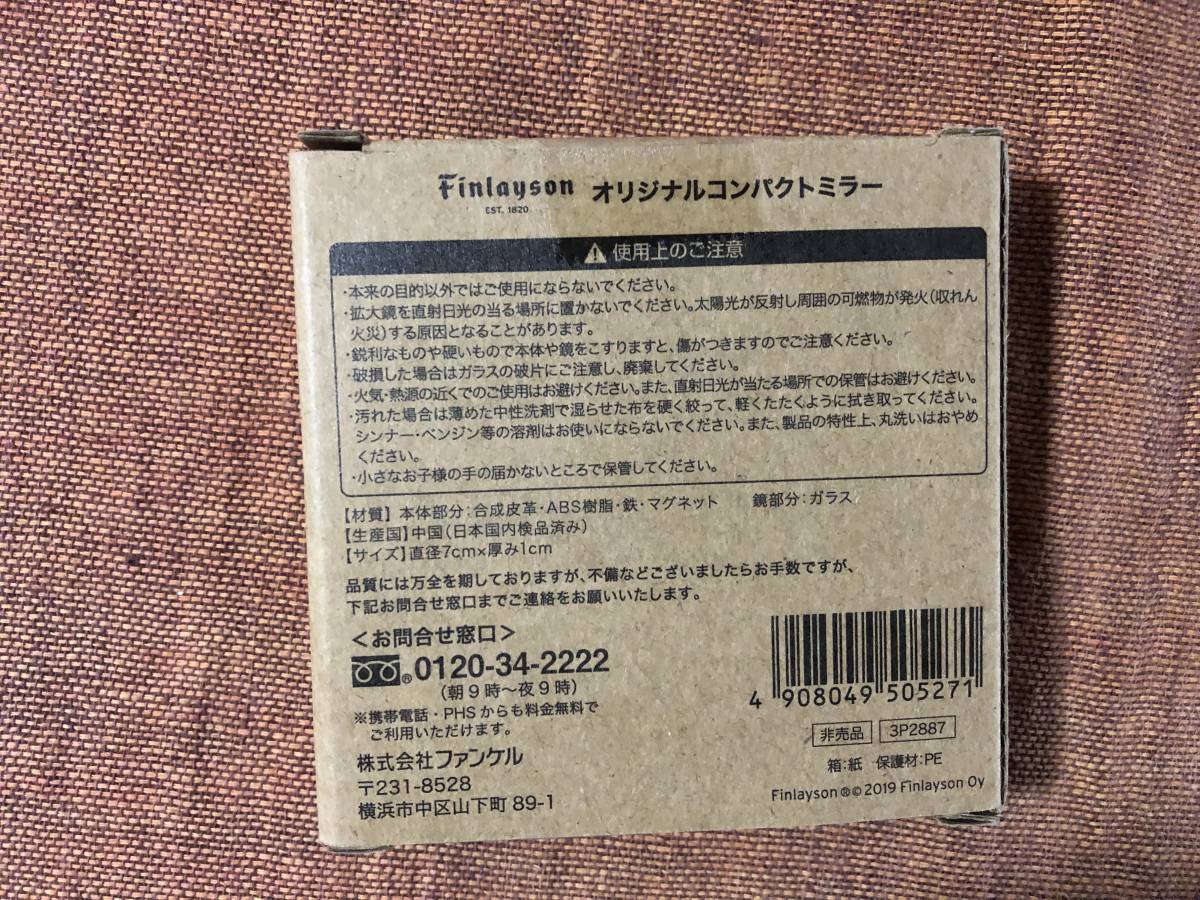 Finlayson オリジナルコンパクトミラー
EST. 1820
⚠使用上のご注意
・本来の目的以外ではご使用にならないでください。
・拡大鏡を直射日光の当る場所に置かないでください。太陽光が反射し周囲の可燃物が発火(収れん
火災)する原因となることがあります。
・鋭利なものや硬いもので本体や鏡をこすりますと、傷がつきますのでご注意ください。
・破損した場合はガラスの破片にご注意し、廃棄してください。
・火気・熱源の近くでのご使用はお避けください。また、直射日光が当たる場所での保管はお避けください。
・汚れた場合は薄めた中性洗剤で湿らせた布を硬く絞って、軽くたたくように拭き取ってください。
シンナー・ベンジン等の溶剤はお使いにならないでください。また、製品の特性上、丸洗いはおやめ
ください。
・小さなお子様の手の届かないところで保管してください。
【材質】本体部分:合成皮革・ABS樹脂・鉄・マグネット 鏡部分:ガラス
【生産国】中国(日本国内検品済み)
【サイズ】直径7cm×厚み1cm
品質には万全を期しておりますが、不備などございましたらお手数ですが、
下記お問合せ窓口までご連絡をお願いいたします。
<お問合せ窓口>
®0120-34-2222
(朝9時~夜9時)
※携帯電話・PHSからも料金無料で
ご利用いただけます。
株式会社ファンケル
〒231-8528
横浜市中区山下町 89-1
4 908049 505271
非売品 3P2887
箱:紙 保護材:PE
Finlayson ®© 2019 Finlayson Oy